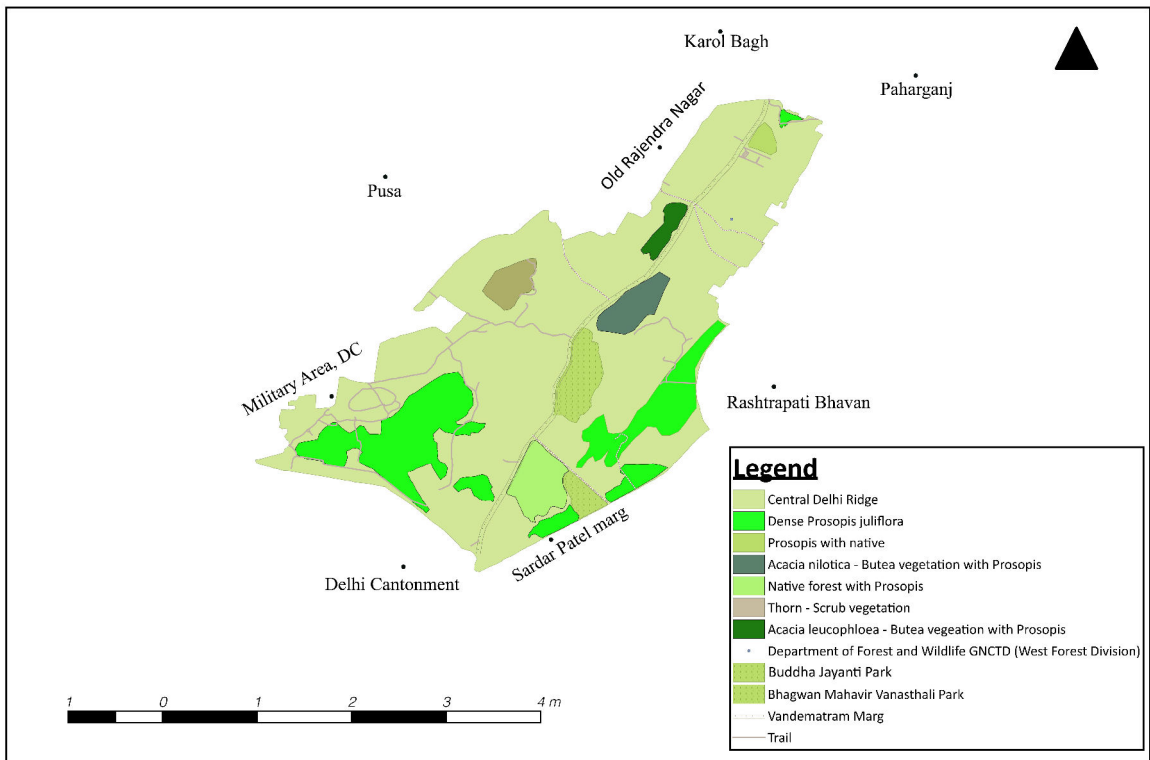 Karol Bagh
Paharganj
Old Rajendra Nagar
Pusa
Military Area, DC
Rashtrapati Bhavan
Sardar Patel marg
Delhi Cantonment
Legend
Central Delhi Ridge
Dense Prosopis juliflora
Prosopis with native
Acacia nilotica - Butea vegetation with Prosopis
Native forest with Prosopis
Thorn - Scrub vegetation
Acacia leucophloea - Butea vegeation with Prosopis
Department of Forest and Wildlife GNCTD (West Forest Division)
Buddha Jayanti Park
Bhagwan Mahavir Vanasthali Park
Vandematram Marg
Trail
1 0 1 2 3 4 m